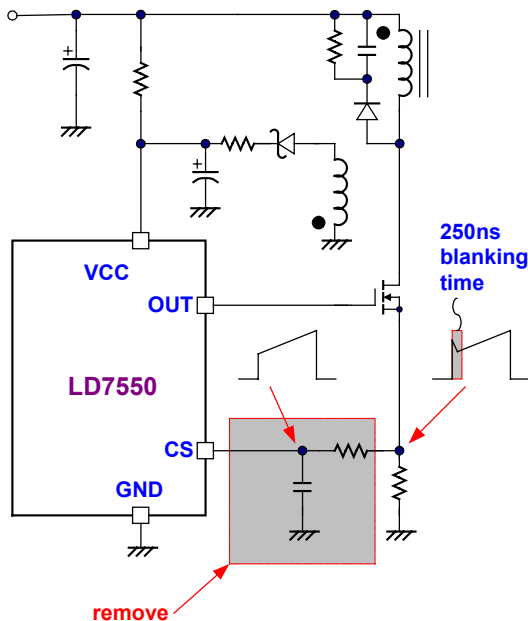 +
+
250ns
blanking
time
VCC
OUT
LD7550
CS
GND
remove